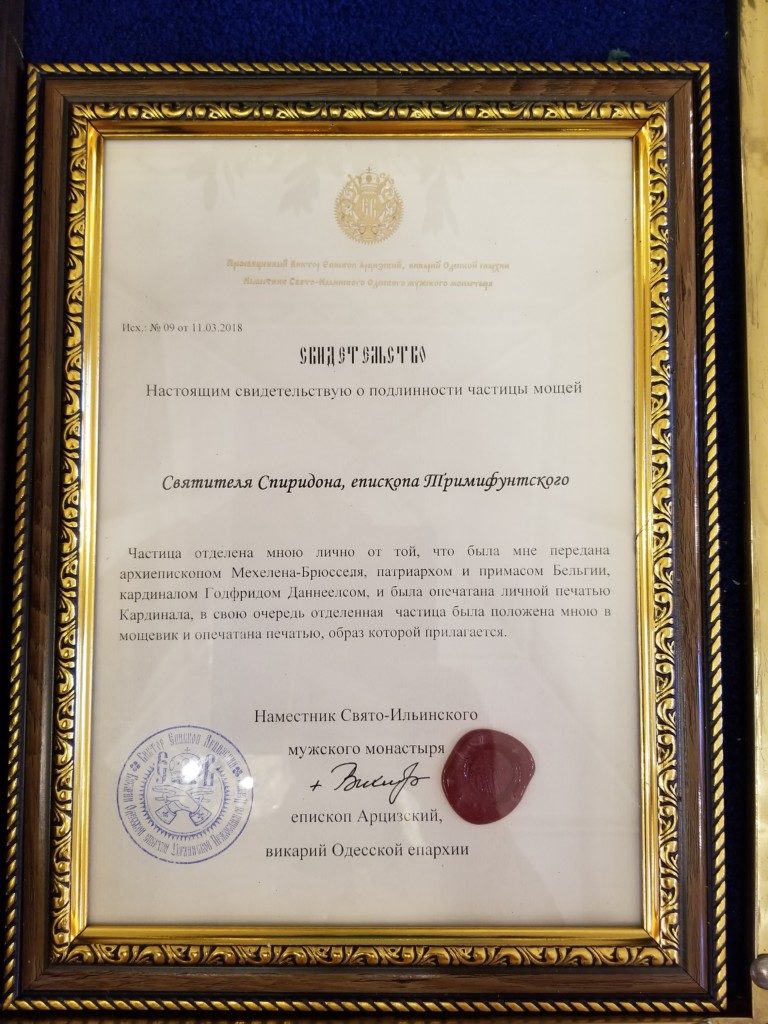 Преосвященный Виктор Епископ Арцизский, викарий Одесской епархии
Наместник Свято-Ильинского Одесского мужского монастыря
Исх.: № 09 от 11.03.2018
СВИДЕТЕЛЬСТВО
Настоящим свидетельствую о подлинности частицы мощей
Святителя Спиридона, епископа Тримифунтского
Частица отделена мною лично от той, что была мне передана
архиепископом Мехелена-Брюсселя, патриархом и примасом Бельгии,
кардиналом Годфридом Даннеелсом, и была опечатана личной печатью
Кардинала, в свою очередь отделенная частица была положена мною в
мощевик и опечатана печатью, образ которой прилагается.
Наместник Свято-Ильинского
мужского монастыря
+ Виктор
епископ Арцизский,
викарий Одесской епархии
Виктор Епископ Арцизский